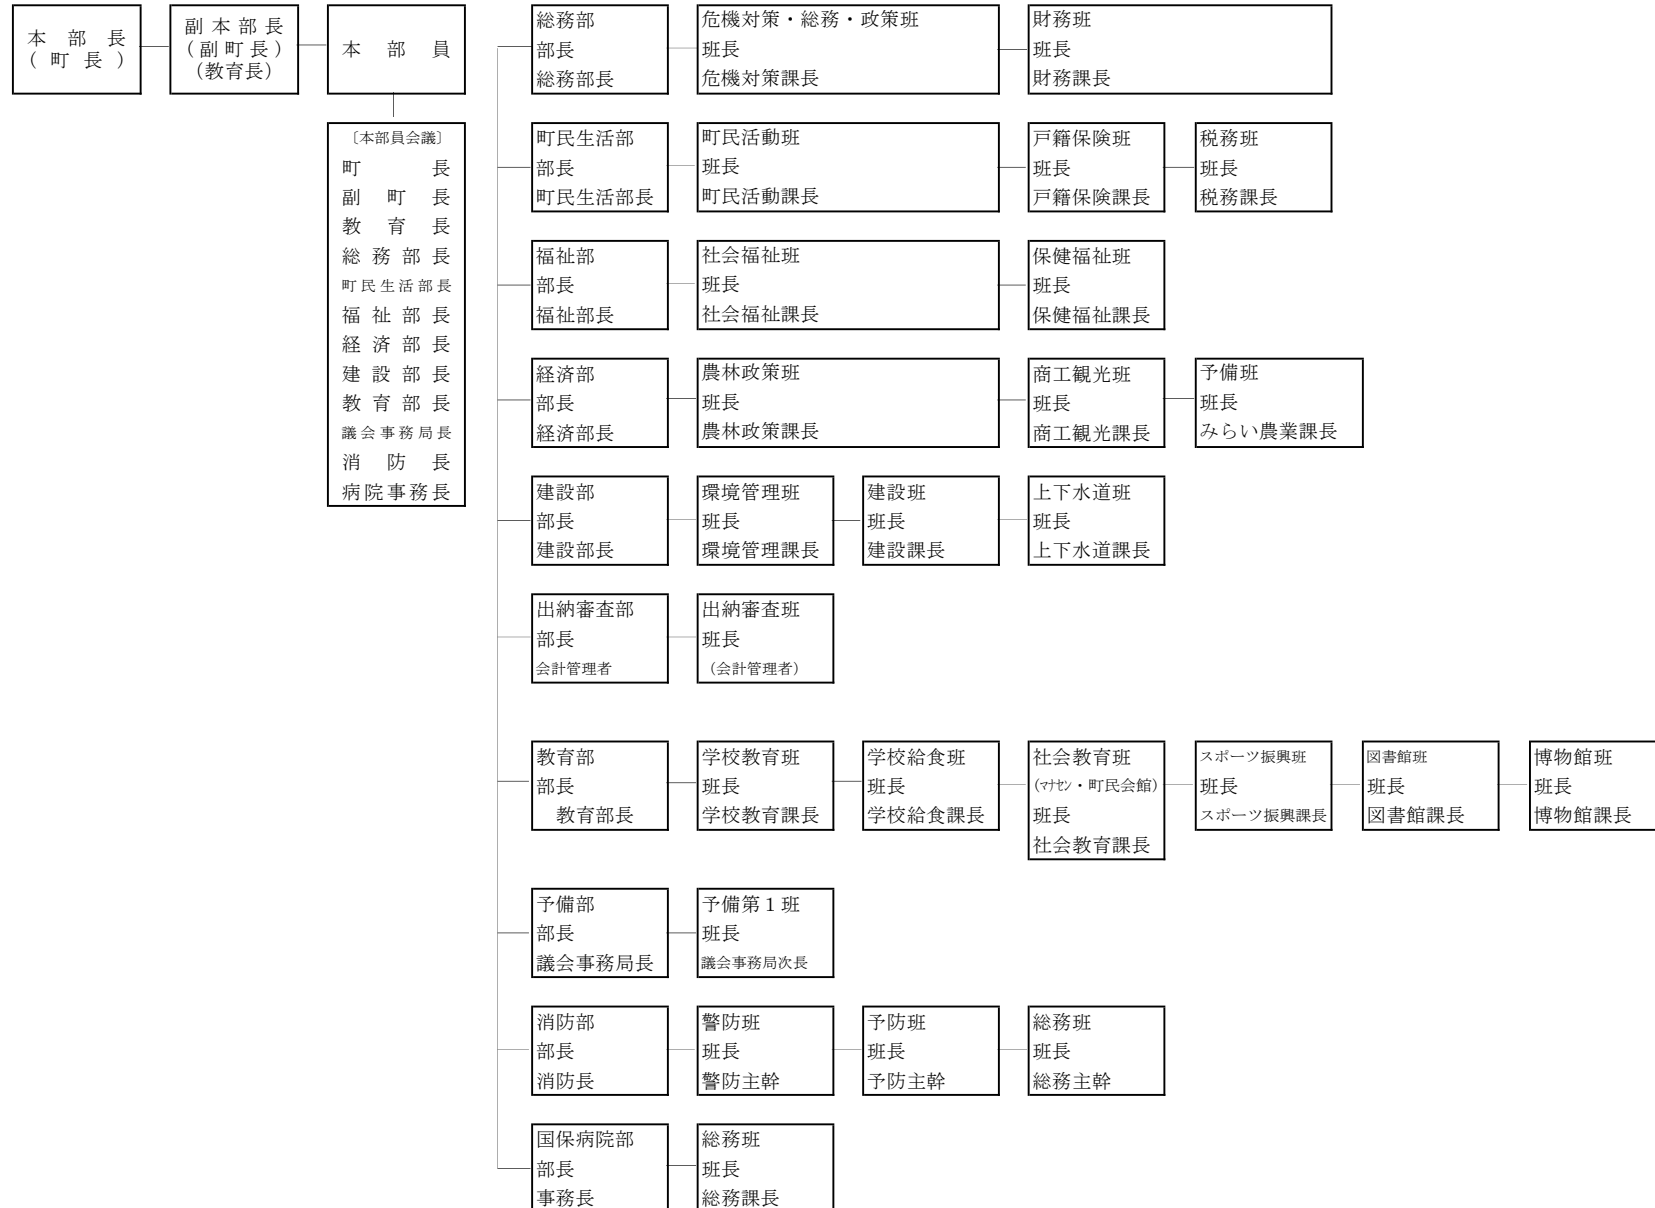 本部長
(町長)
副本部長
(副町長)
(教育長)
本部員
〔本部員会議〕
町長
副町長
教育長
総務部長
町民生活部長
福祉部長
経済部長
建設部長
教育部長
議会事務局長
消防長
病院事務長
総務部
部長
総務部長
危機対策・総務・政策班
班長
危機対策課長
財務班
班長
財務課長
町民生活部
部長
町民生活部長
町民活動班
班長
町民活動課長
戸籍保険班
班長
戸籍保険課長
税務班
班長
税務課長
福祉部
部長
福祉部長
社会福祉班
班長
社会福祉課長
保健福祉班
班長
保健福祉課長
経済部
部長
経済部長
農林政策班
班長
農林政策課長
商工観光班
班長
商工観光課長
予備班
班長
みらい農業課長
建設部
部長
建設部長
環境管理班
班長
環境管理課長
建設班
班長
建設課長
上下水道班
班長
上下水道課長
出納審査部
部長
会計管理者
出納審査班
班長
(会計管理者)
教育部
部長
教育部長
学校教育班
班長
学校教育課長
学校給食班
班長
学校給食課長
社会教育班
(マナセン・町民会館)
班長
社会教育課長
スポーツ振興班
班長
スポーツ振興課長
図書館班
班長
図書館課長
博物館班
班長
博物館課長
予備部
部長
議会事務局長
予備第1班
班長
議会事務局次長
消防部
部長
消防長
警防班
班長
警防主幹
予防班
班長
予防主幹
総務班
班長
総務主幹
国保病院部
部長
事務長
総務班
班長
総務課長